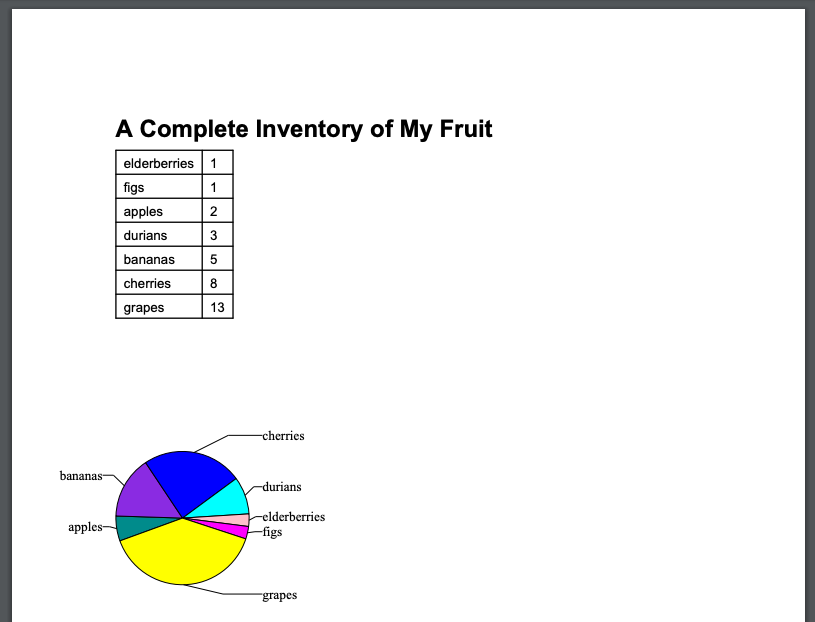 A Complete Inventory of My Fruit
elderberries 1
figs 1
apples 2
durians 3
bananas 5
cherries 8
grapes 13
cherries
bananas
durians
elderberries
apples
figs
grapes